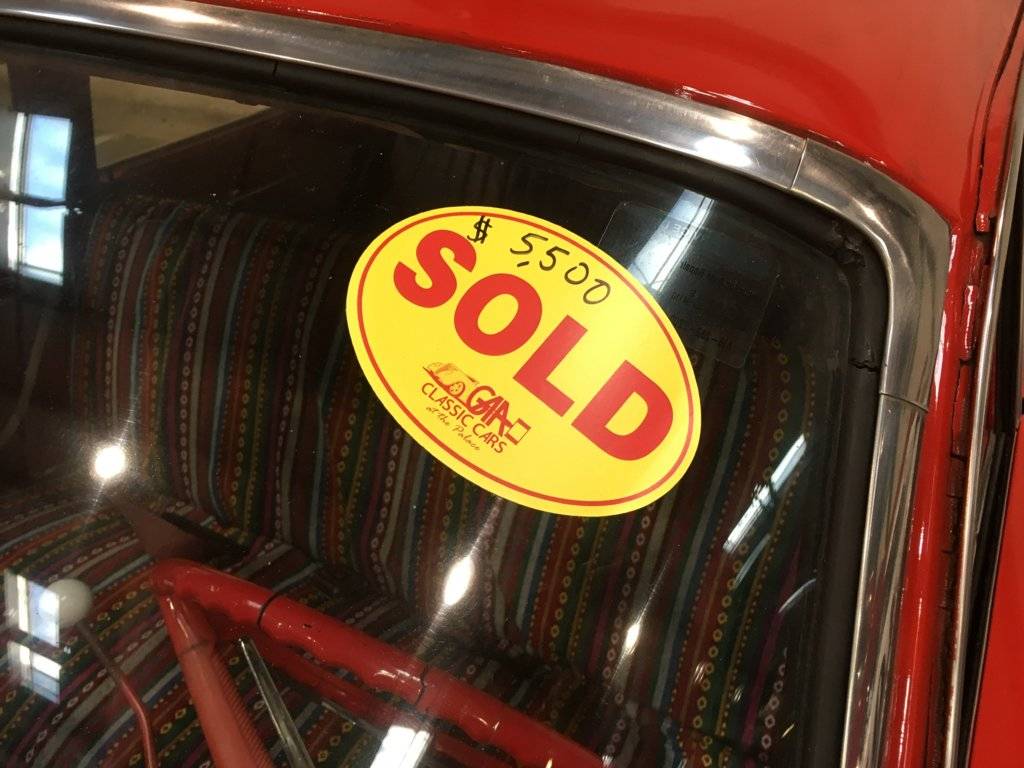 $ 5,500
SOLD
GAA
CLASSIC CARS
at the Palace